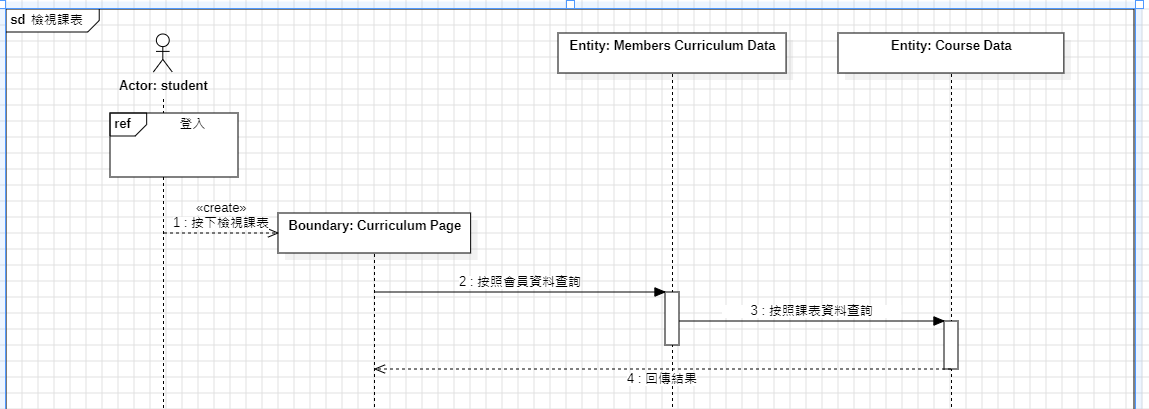 sd 檢視課表
Entity: Members Curriculum Data
Entity: Course Data
Actor: student
ref
登入
«create»
1 : 按下檢視課表
Boundary: Curriculum Page
2 : 按照會員資料查詢
3 : 按照課表資料查詢
4 : 回傳結果